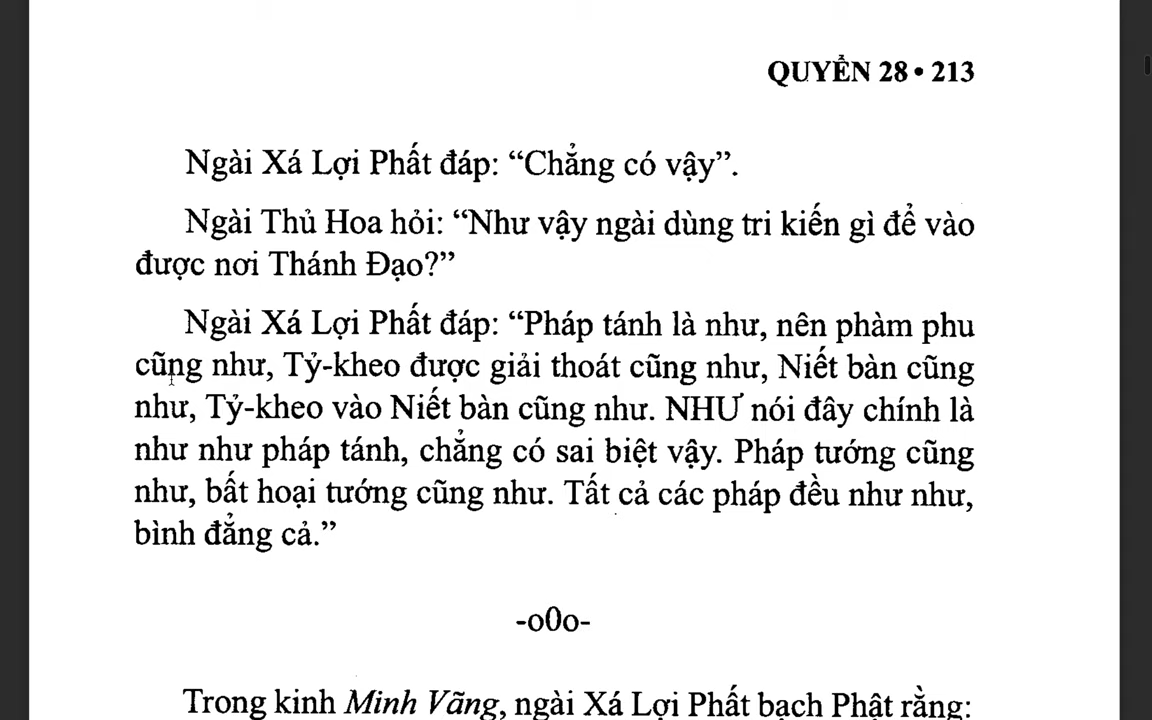 QUYỂN 28 • 213
Ngài Xá Lợi Phất đáp: “Chẳng có vậy”.
Ngài Thủ Hoa hỏi: “Như vậy ngài dùng tri kiến gì để vào
được nơi Thánh Đạo?”
Ngài Xá Lợi Phất đáp: “Pháp tánh là như, nên phàm phu
cũng như, Tỷ-kheo được giải thoát cũng như, Niết bàn cũng
như, Tỷ-kheo vào Niết bàn cũng như. NHƯ nói đây chính là
như như pháp tánh, chẳng có sai biệt vậy. Pháp tướng cũng
như, bất hoại tướng cũng như. Tất cả các pháp đều như như,
bình đẳng cả.”
-o0o-
Trong kinh Minh Vãng, ngài Xá Lợi Phất bạch Phật rằng: